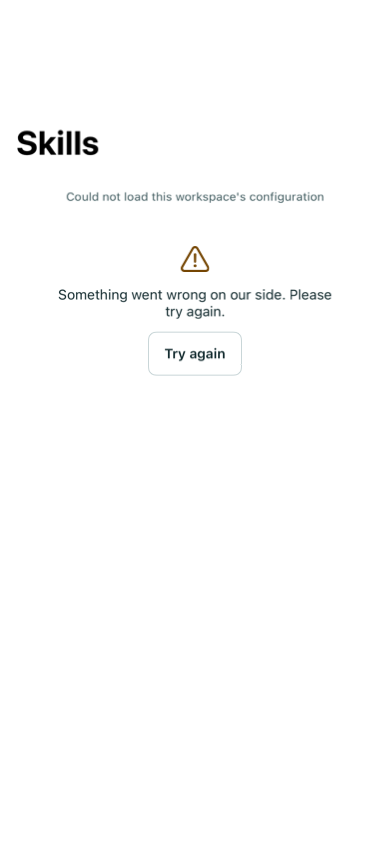 Skills
Could not load this workspace's configuration
Something went wrong on our side. Please
try again.
Try again